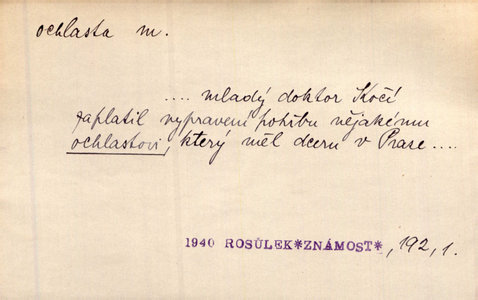 ochlasta m.
.... mladý doktor Kočí
zaplatil vypravení pohřbu nějakému
ochlastovi, který měl dceru v Praze ....
1940 ROSŮLEK*ZNÁMOST*, 192, 1.